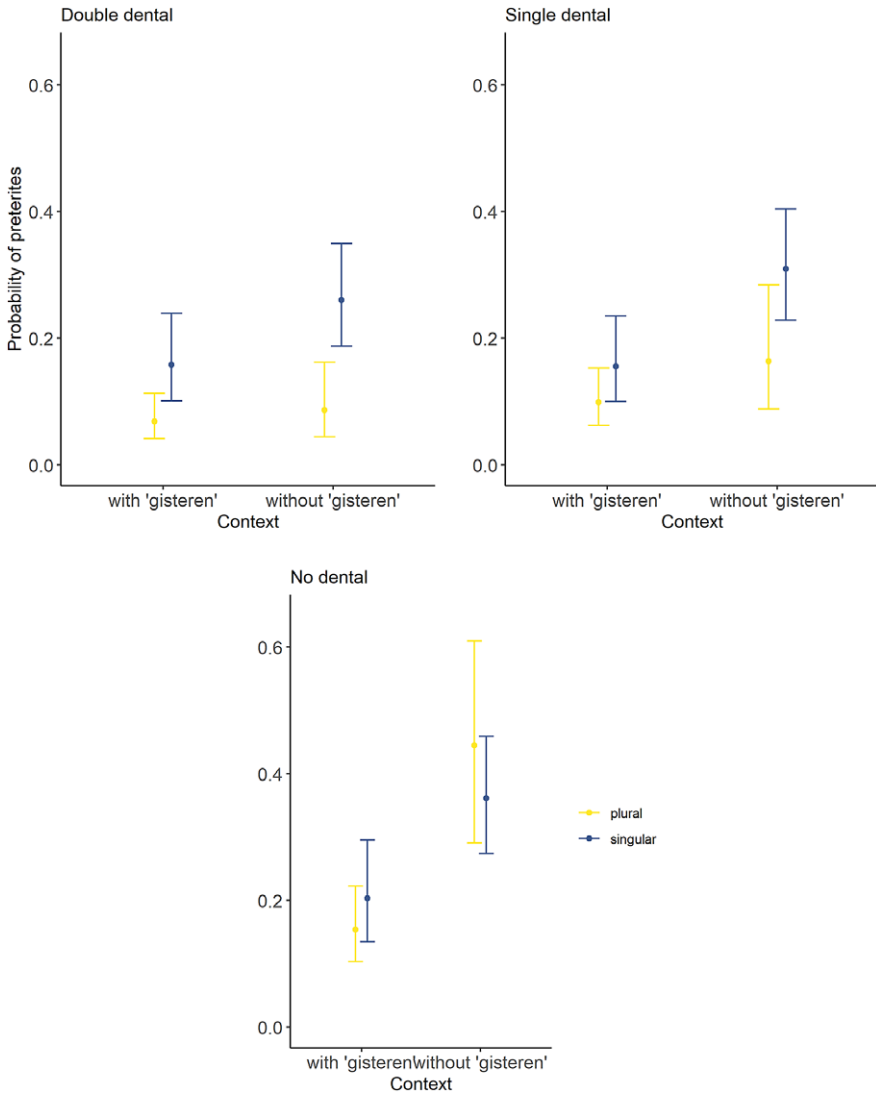 Double dental
Probability of preterites
0.6
0.4
0.2
0.0
with 'gisteren' without 'gisteren'
Context
Single dental
0.6
0.4
0.2
0.0
with 'gisteren' without 'gisteren'
Context
No dental
0.6
0.4
0.2
0.0
with 'gisteren'without 'gisteren'
Context
plural
singular